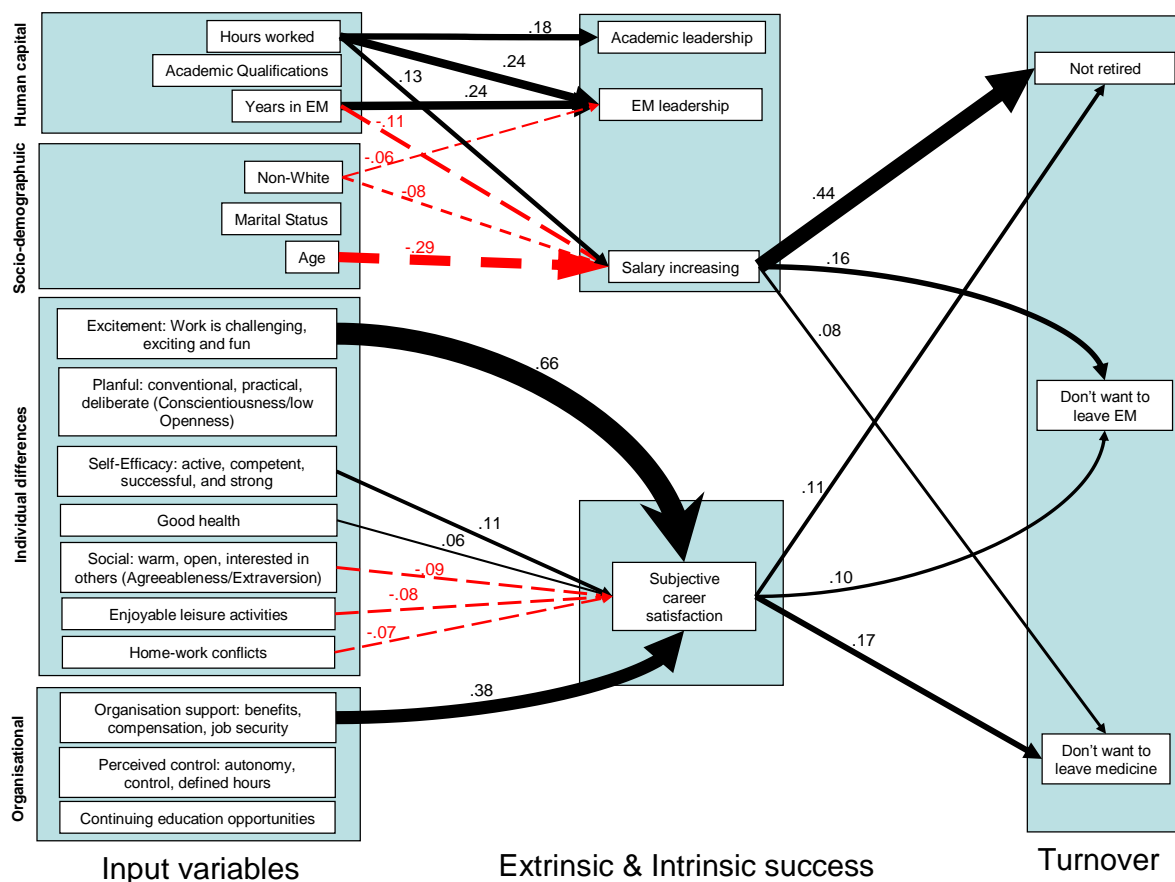 Human capital
Hours worked
Academic Qualifications
Years in EM
Socio-demographuic
Non-White
Marital Status
Age
Individual differences
Excitement: Work is challenging,
exciting and fun
Planful: conventional, practical,
deliberate (Conscientiousness/low
Openness)
Self-Efficacy: active, competent,
successful, and strong
Good health
Social: warm, open, interested in
others (Agreeableness/Extraversion)
Enjoyable leisure activities
Home-work conflicts
Organisational
Organisation support: benefits,
compensation, job security
Perceived control: autonomy,
control, defined hours
Continuing education opportunities
Input variables
.18
.24
.13
.24
-.11
-.06
-08
-.29
.66
.11
.06
-.09
-.08
-.07
.38
Academic leadership
EM leadership
Salary increasing
Subjective
career
satisfaction
Extrinsic & Intrinsic success
.44
.16
.08
.11
.10
.17
Not retired
Don't want to
leave EM
Don't want to
leave medicine
Turnover